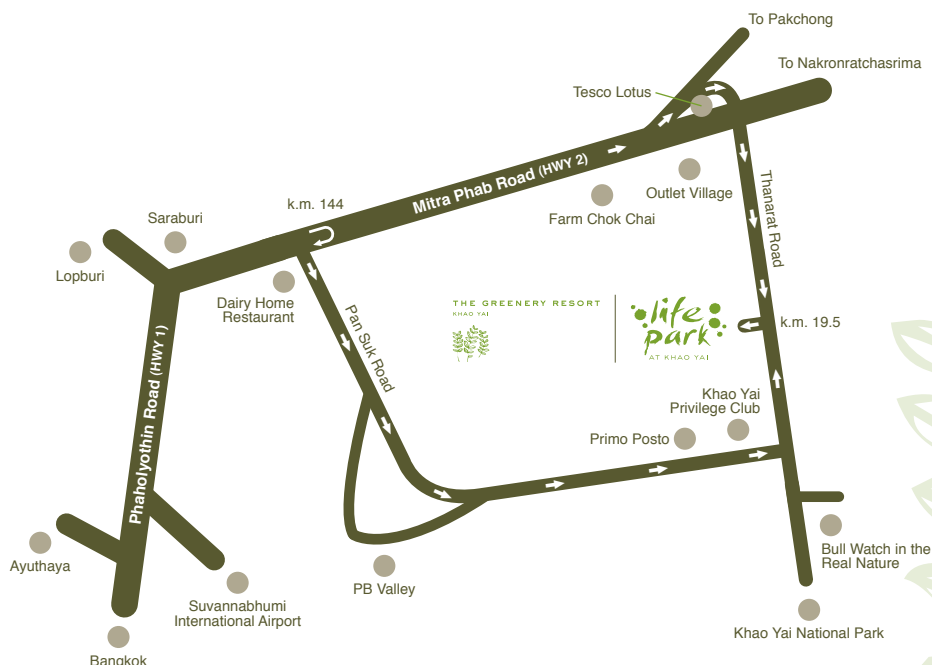 To Pakchong
To Nakronratchasrima
Tesco Lotus
Mitra Phab Road (HWY 2)
Outlet Village
Farm Chok Chai
Thanarat Road
k.m. 144
Saraburi
Lopburi
Dairy Home
Restaurant
Pan Suk Road
THE GREENERY RESORT
KHAO YAI
life
park
AT KHAO YAI
k.m. 19.5
Khao Yai
Privilege Club
Primo Posto
Phaholyothin Road (HWY 1)
Ayuthaya
Suvannabhumi
International Airport
PB Valley
Bull Watch in the
Real Nature
Khao Yai National Park
Bangkok